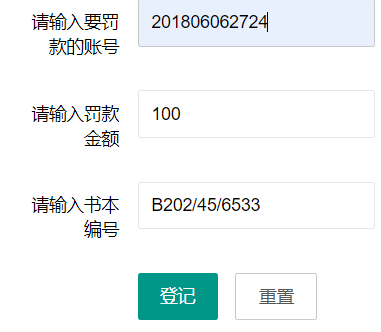 请输入要罚
款的账号
201806062724
请输入罚款
金额
100
请输入书本
编号
B202/45/6533
登记
重置